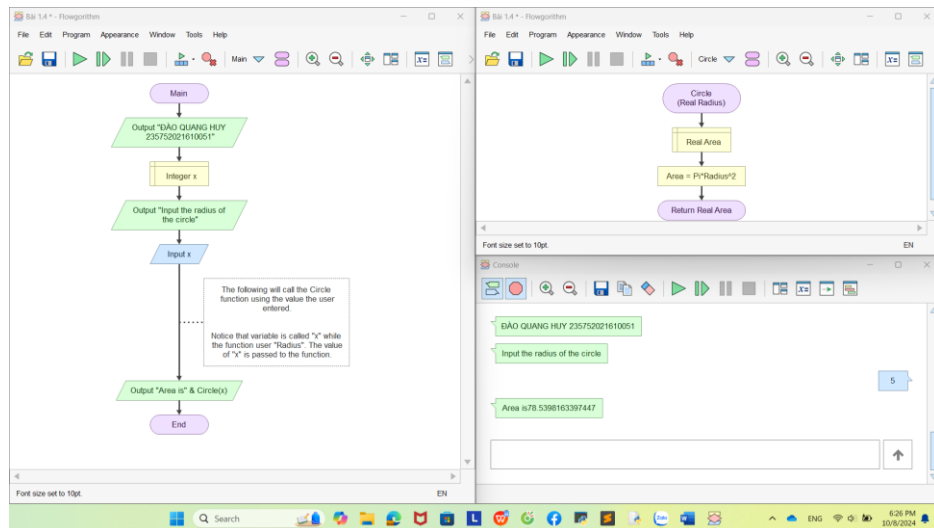 Bài 1.4 * - Flowgorithm
File Edit Program Appearance Window Tools Help
Main
Main
Output "ĐÀO QUANG HUY
235752021610051"
Integer x
Output "Input the radius of
the circle"
Input x
The following will call the Circle
function using the value the user
entered.
Notice that variable is called "x" while
the function user "Radius". The value
of "x" is passed to the function.
Output "Area is" & Circle(x)
End
Font size set to 10pt.
EN
Bài 1.4 * - Flowgorithm
File Edit Program Appearance Window Tools Help
Circle
Circle
(Real Radius)
Real Area
Area = Pi*Radius^2
Return Real Area
Font size set to 10pt.
EN
Console
ĐÀO QUANG HUY 235752021610051
Input the radius of the circle
5
Area is78.5398163397447
Search
ENG
6:26 PM
10/8/2024